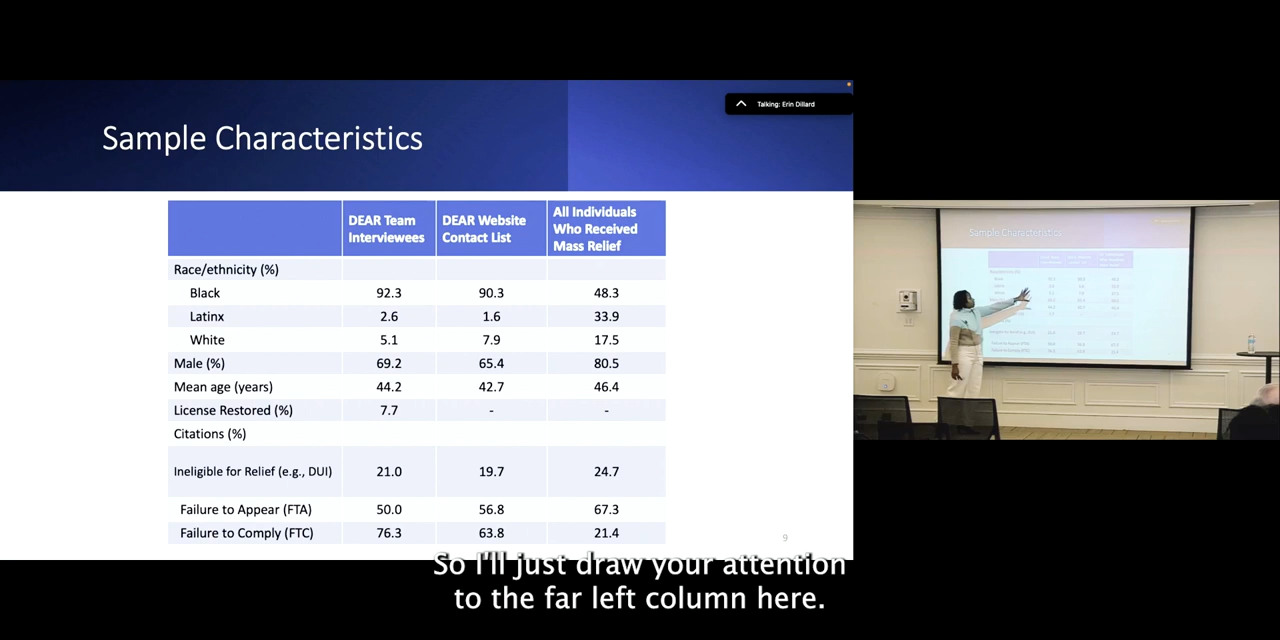 Talking: Erin Dillard
Sample Characteristics
DEAR Team Interviewees DEAR Website Contact List All Individuals Who Received Mass Relief
Race/ethnicity (%)
Black 92.3 90.3 48.3
Latinx 2.6 1.6 33.9
White 5.1 7.9 17.5
Male (%) 69.2 65.4 80.5
Mean age (years) 44.2 42.7 46.4
License Restored (%) 7.7 - -
Citations (%)
Ineligible for Relief (e.g., DUI) 21.0 19.7 24.7
Failure to Appear (FTA) 50.0 56.8 67.3
Failure to Comply (FTC) 76.3 63.8 21.4
9
Sample Characteristics
So I'll just draw your attention
to the far left column here.